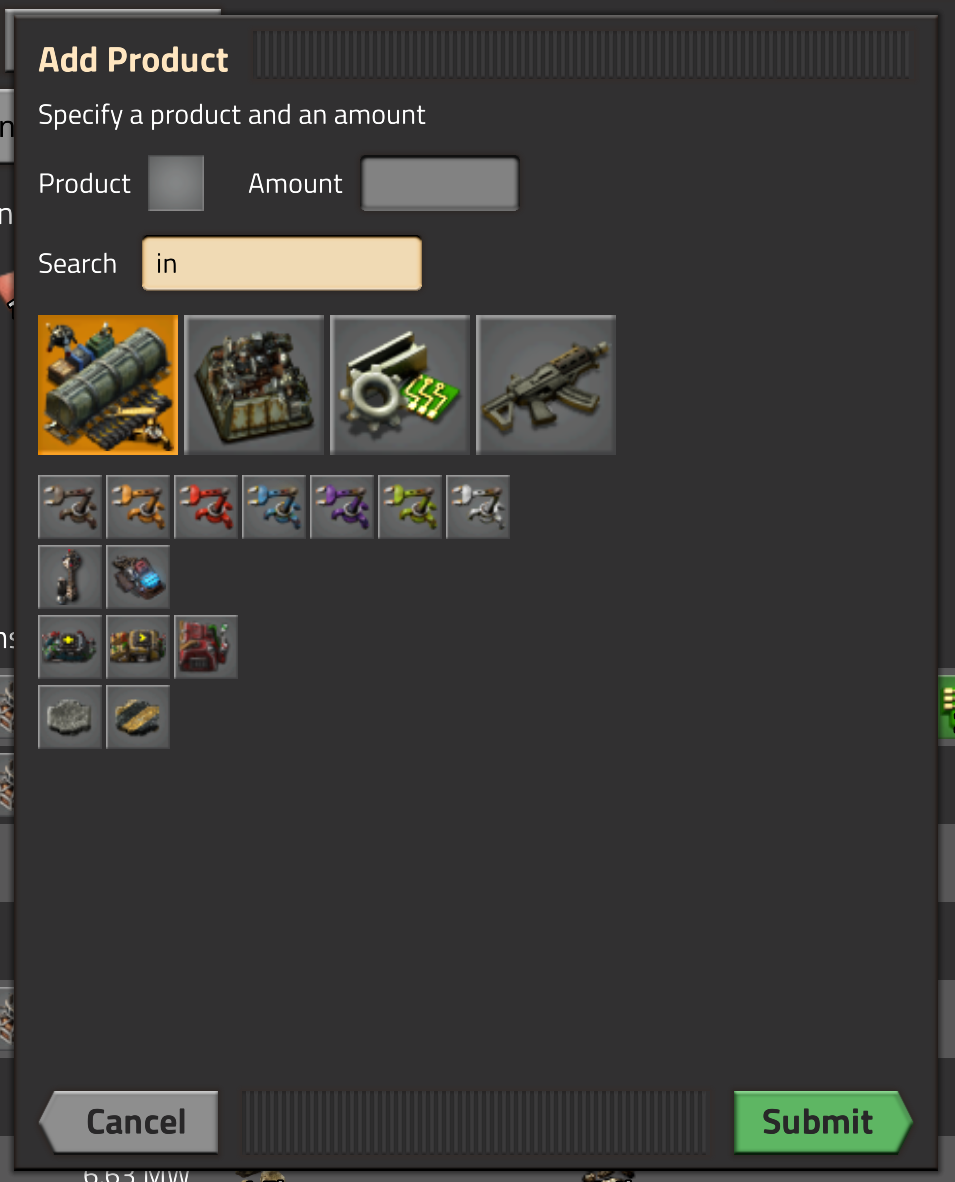 Add Product
Specify a product and an amount
Product Amount
Search in
Cancel Submit
6.63 MW